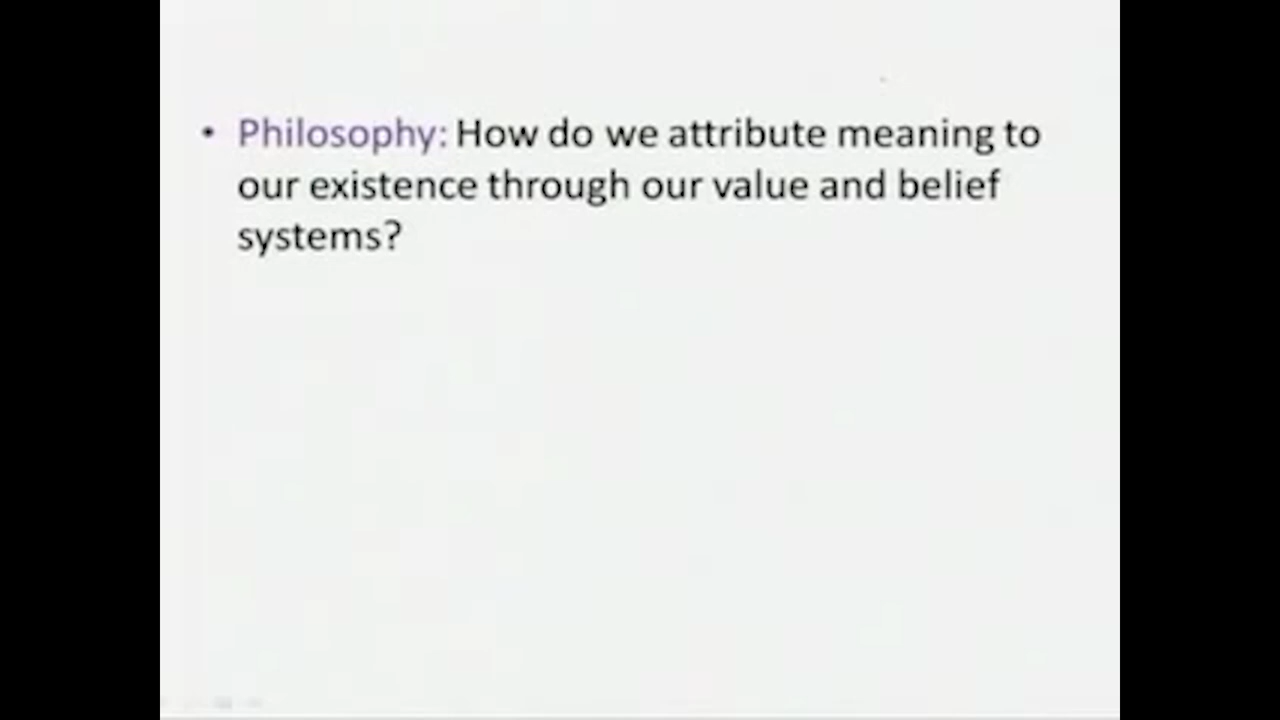 • Philosophy: How do we attribute meaning to
our existence through our value and belief
systems?